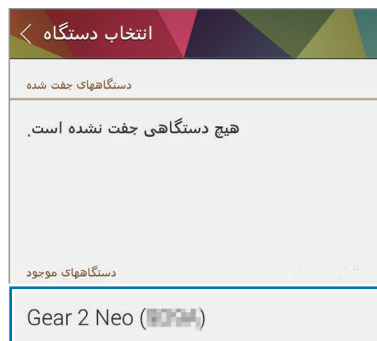 انتخاب دستگاه
دستگاههای جفت شده
هیچ دستگاهی جفت نشده است.
دستگاههای موجود
Gear 2 Neo ()